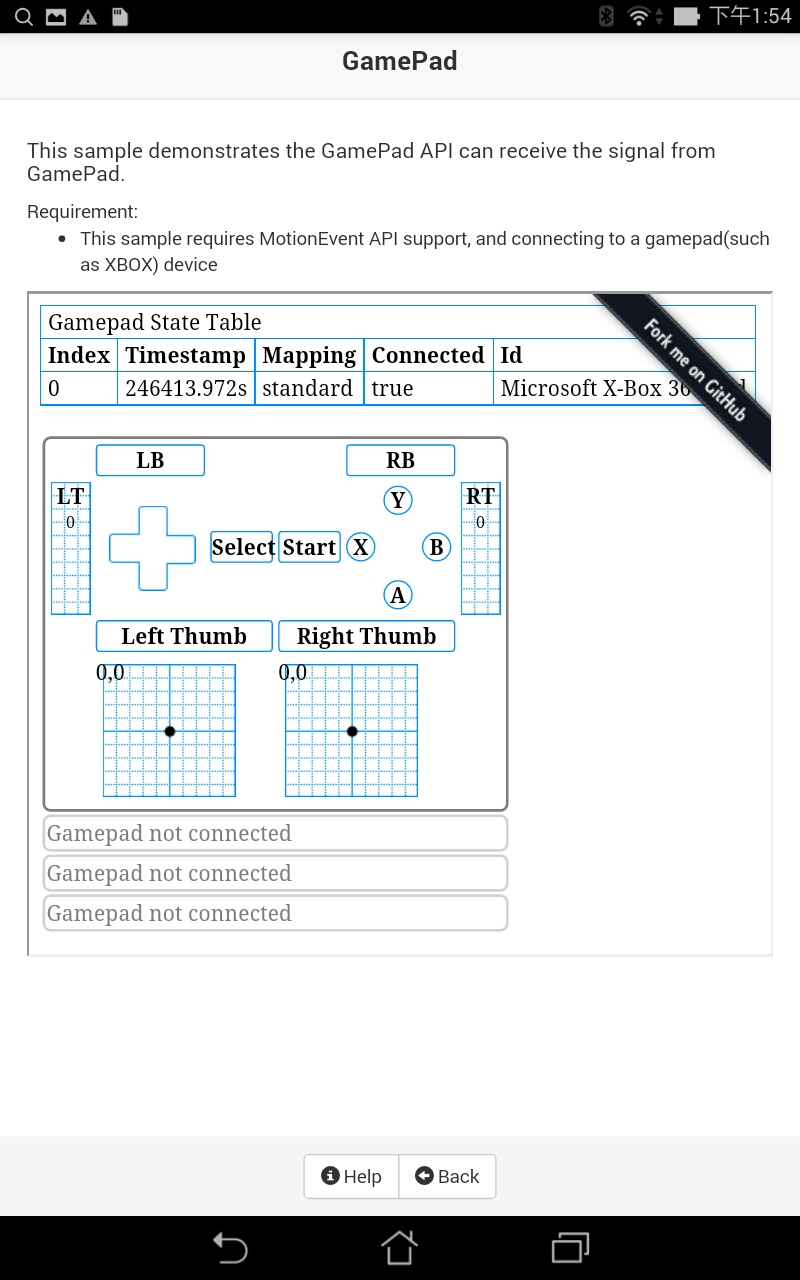 下午1:54
GamePad
This sample demonstrates the GamePad API can receive the signal from
GamePad.
Requirement:
This sample requires MotionEvent API support, and connecting to a gamepad(such
as XBOX) device
Fork me on GitHub
Gamepad State Table
Index Timestamp Mapping Connected Id
0 246413.972s standard true Microsoft X-Box
LB RB
LT Y RT
0 0
Select Start X B
A
Left Thumb Right Thumb
0,0 0,0
Gamepad not connected
Gamepad not connected
Gamepad not connected
Help Back